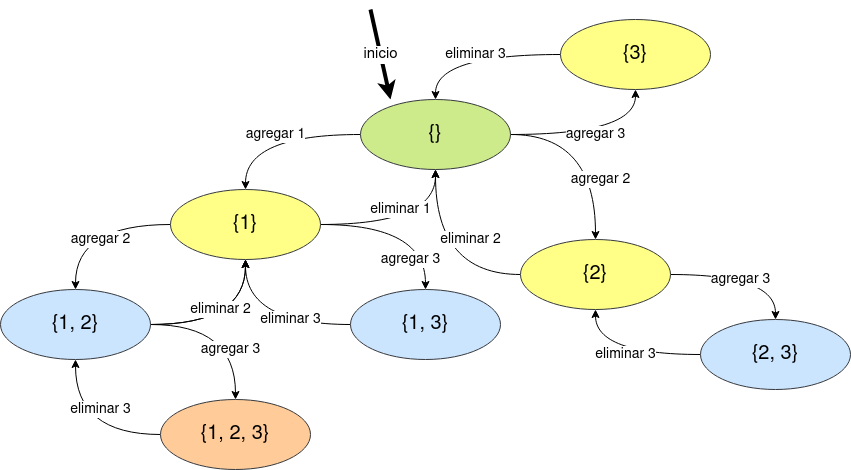 inicio
eliminar 3
{3}
{}
agregar 1
agregar 3
agregar 2
eliminar 1
{1}
agregar 2
eliminar 2
agregar 3
{2}
agregar 3
eliminar 2
eliminar 3
{1, 2}
{1, 3}
agregar 3
eliminar 3
{2, 3}
eliminar 3
{1, 2, 3}